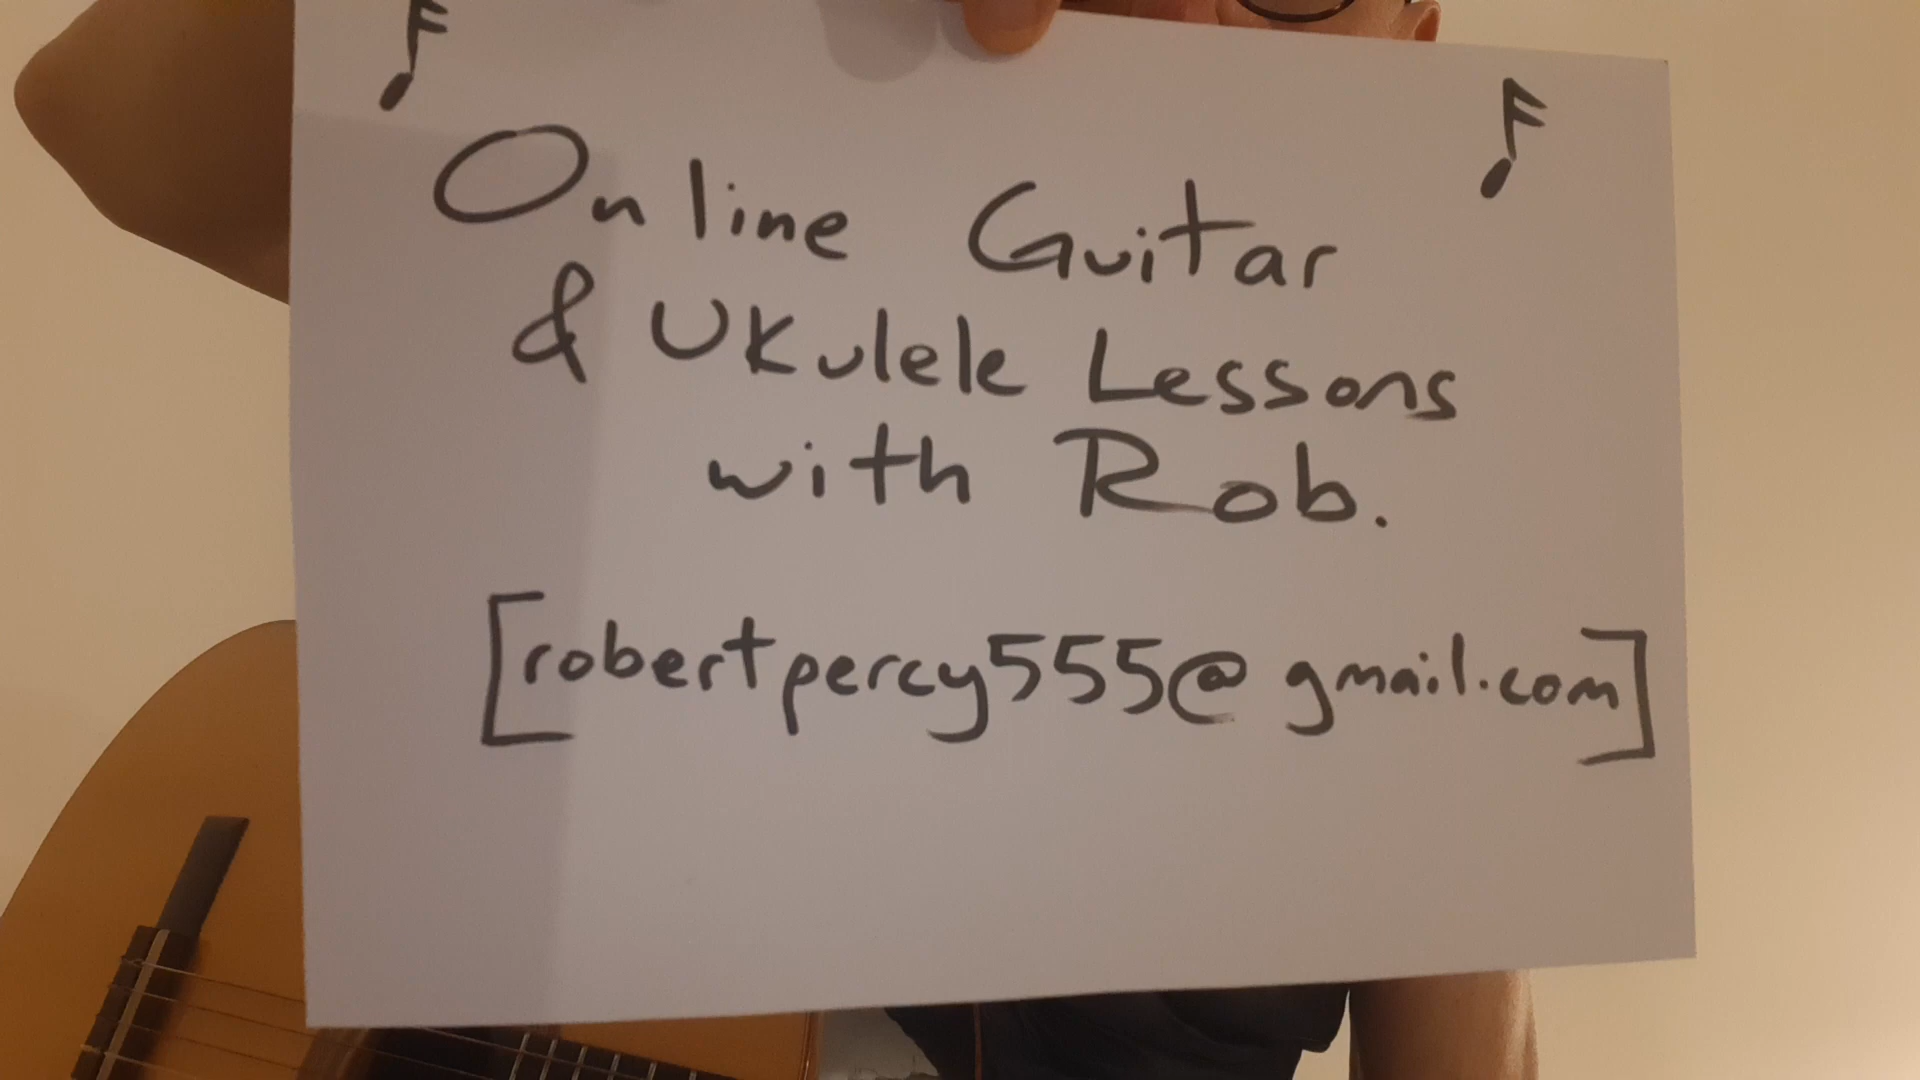 Online Guitar
& Ukulele Lessons
with Rob.
[robertpercy555@gmail.com]